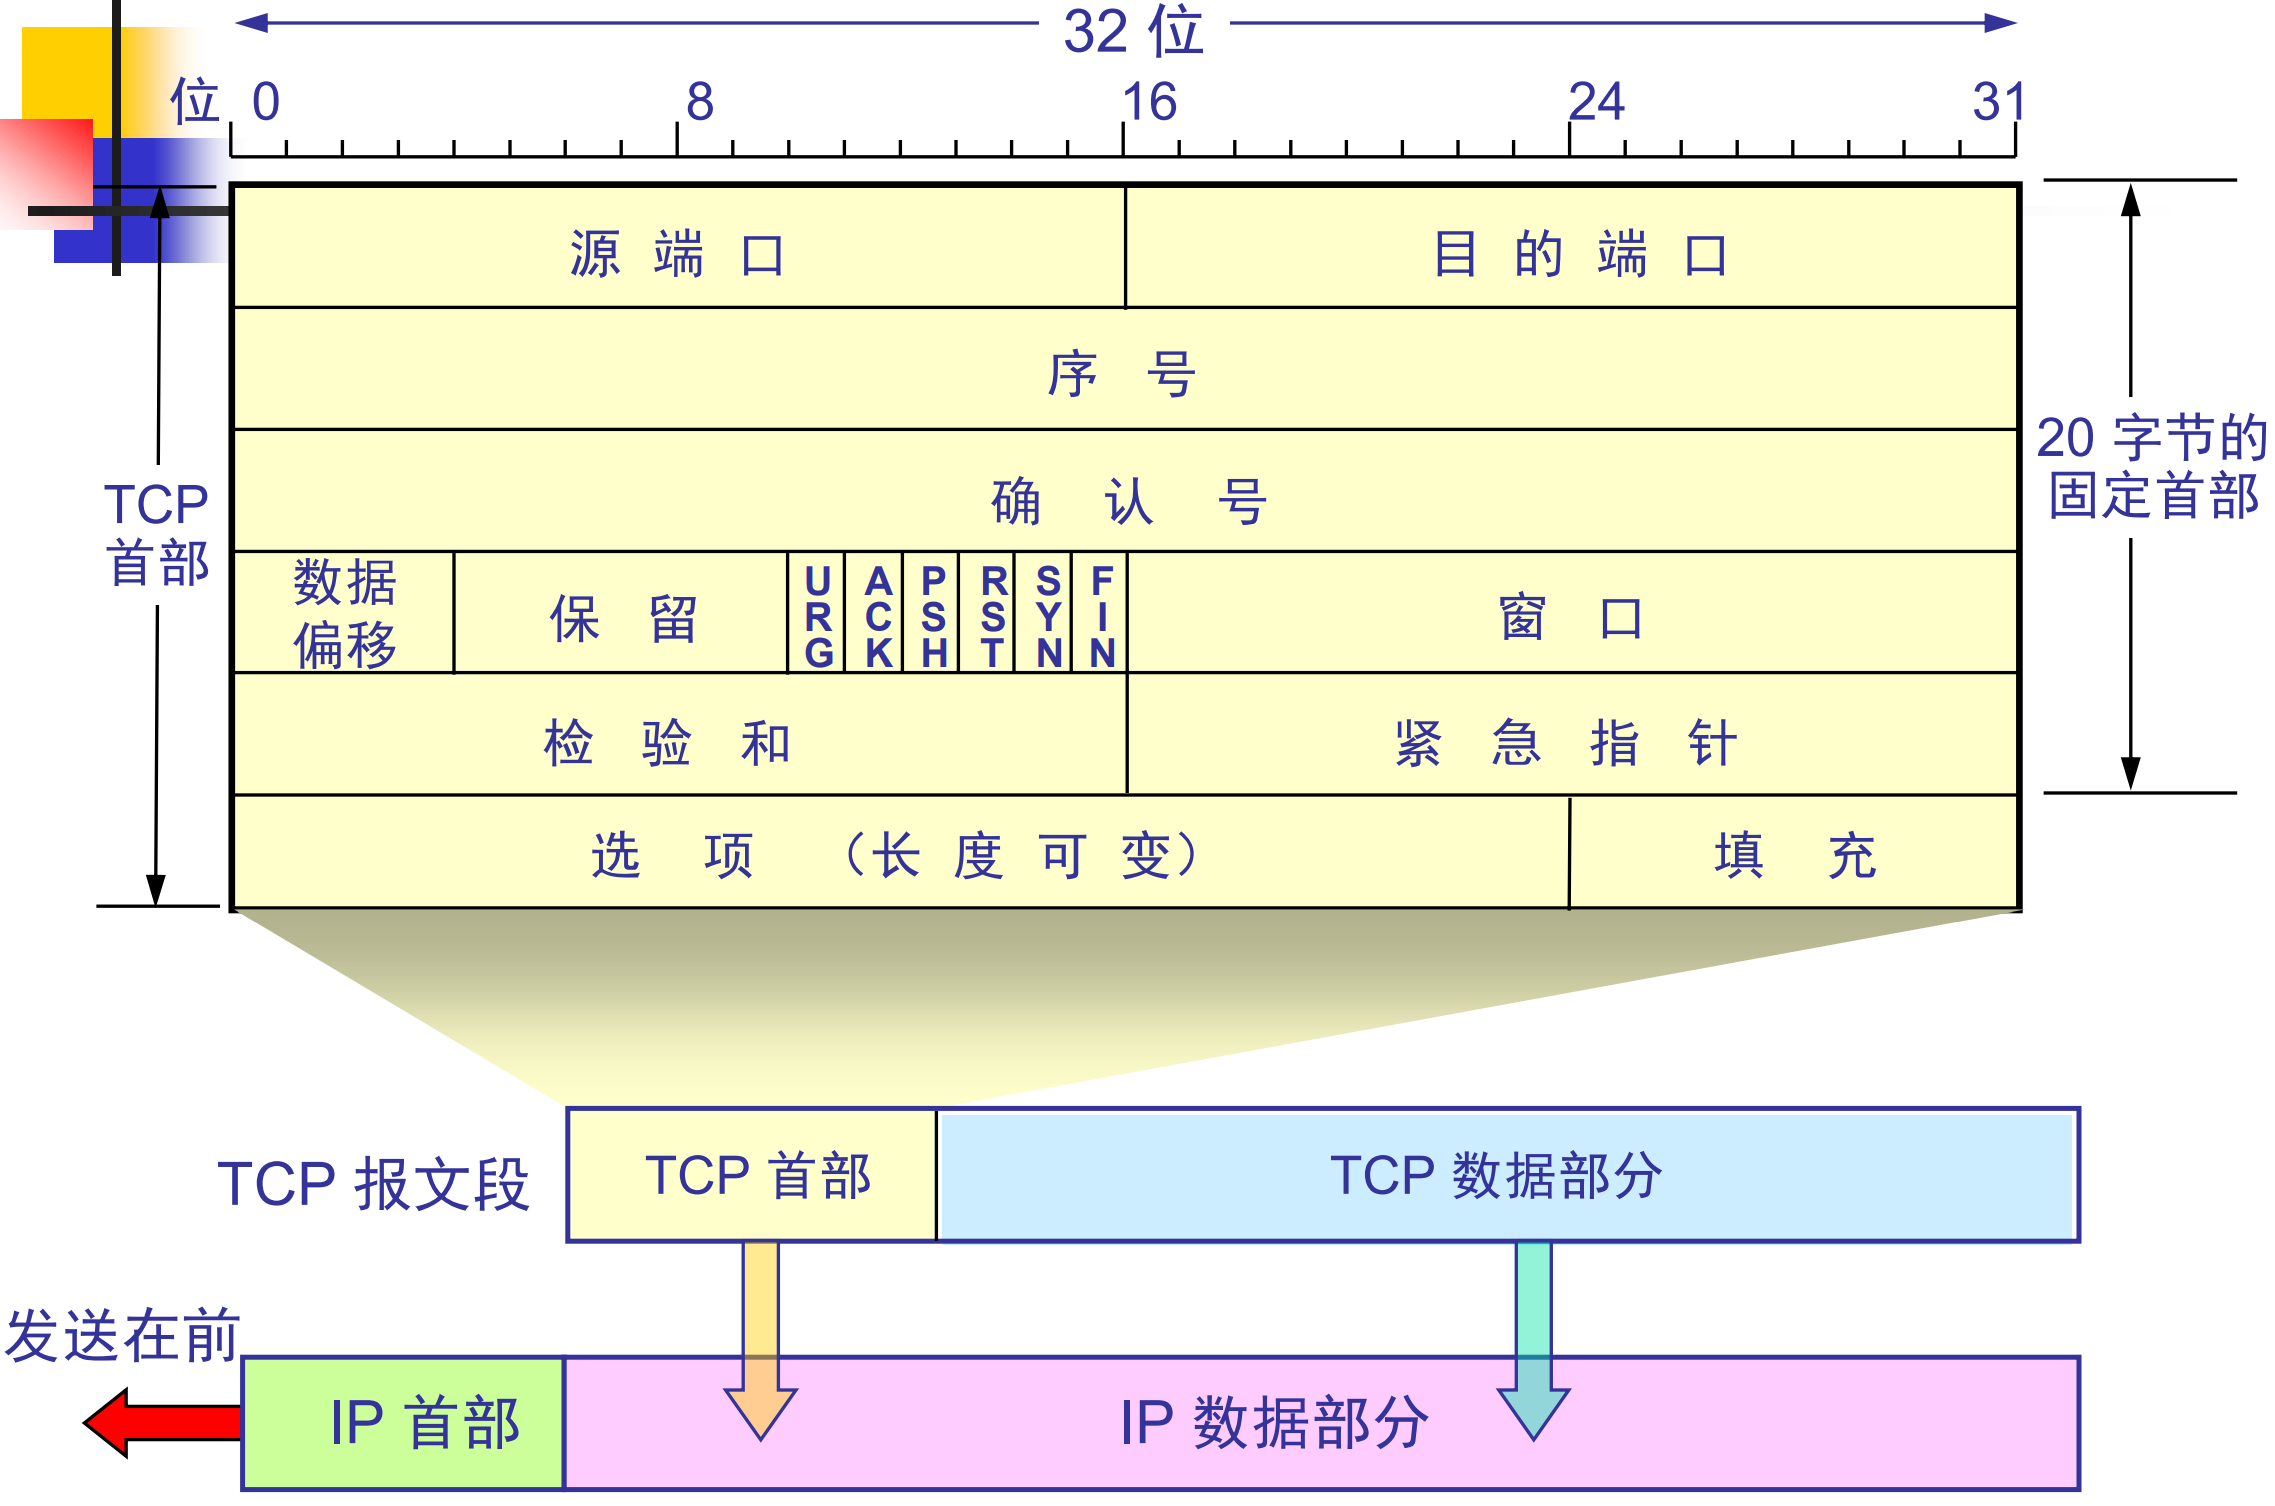 32 位
位 0 8 16 24 31
源 端 口 目 的 端 口
序 号
确 认 号
数据
偏移
保 留
URG
ACK
PSH
RST
SYN
FIN
窗 口
检 验 和 紧 急 指 针
选 项 （长 度 可 变） 填 充
TCP
首部
20 字节的
固定首部
TCP 报文段 TCP 首部 TCP 数据部分
发送在前
IP 首部 IP 数据部分